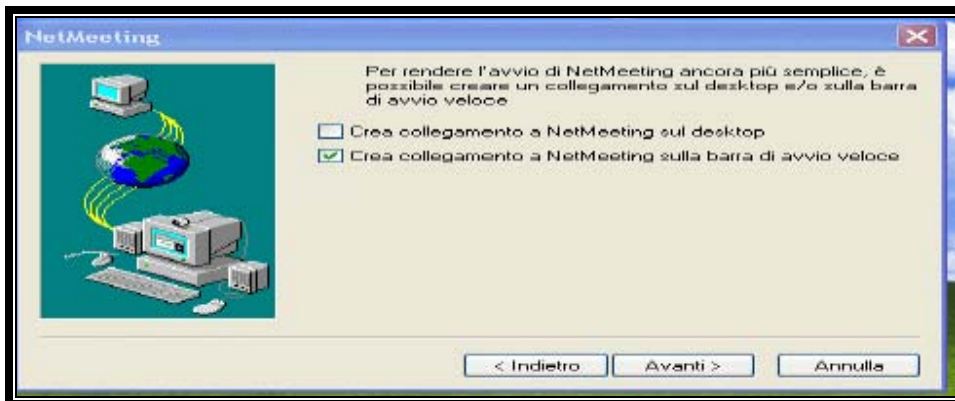 NetMeeting
Per rendere l'avvio di NetMeeting ancora più semplice, è
possibile creare un collegamento sul desktop e/o sulla barra
di avvio veloce
Crea collegamento a NetMeeting sul desktop
Crea collegamento a NetMeeting sulla barra di avvio veloce
< Indietro
Avanti >
Annulla